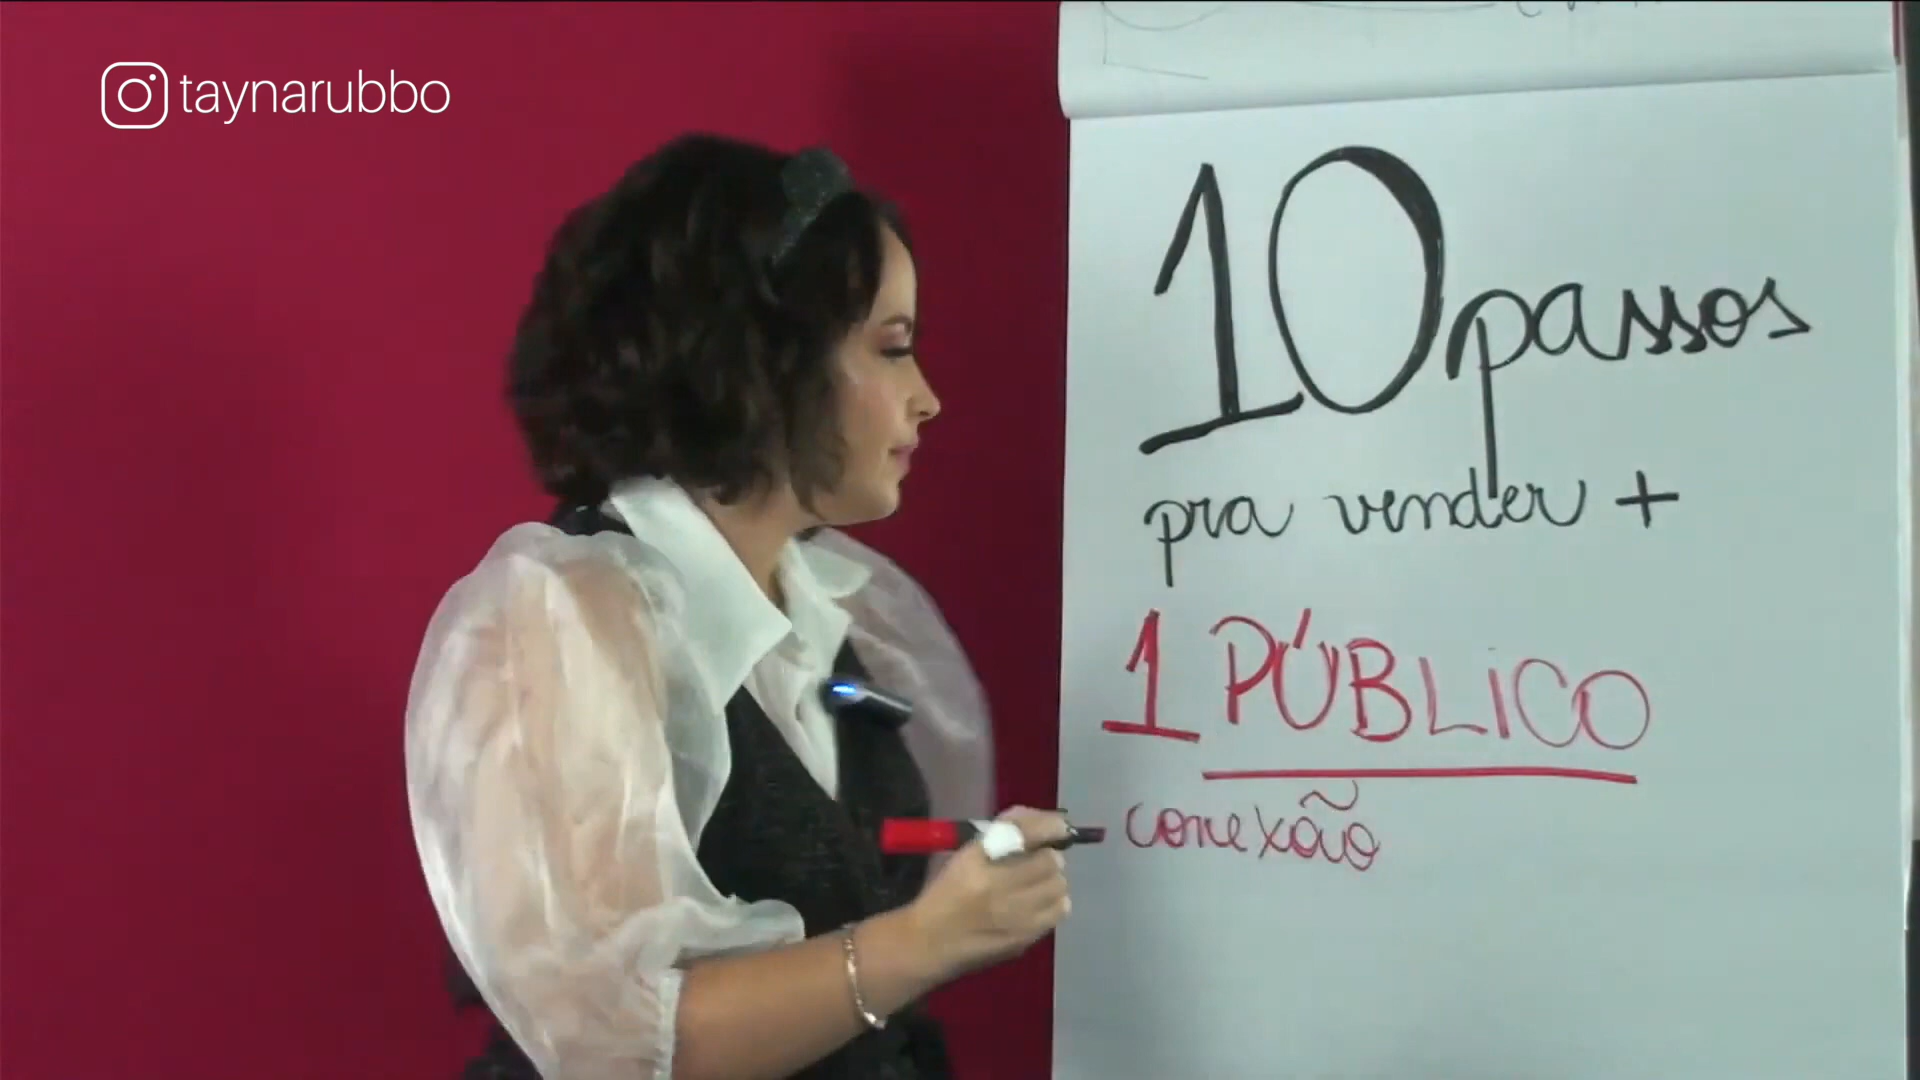 taynarubbo
10 passos
pra vender +
1 PÚBLICO
conexão